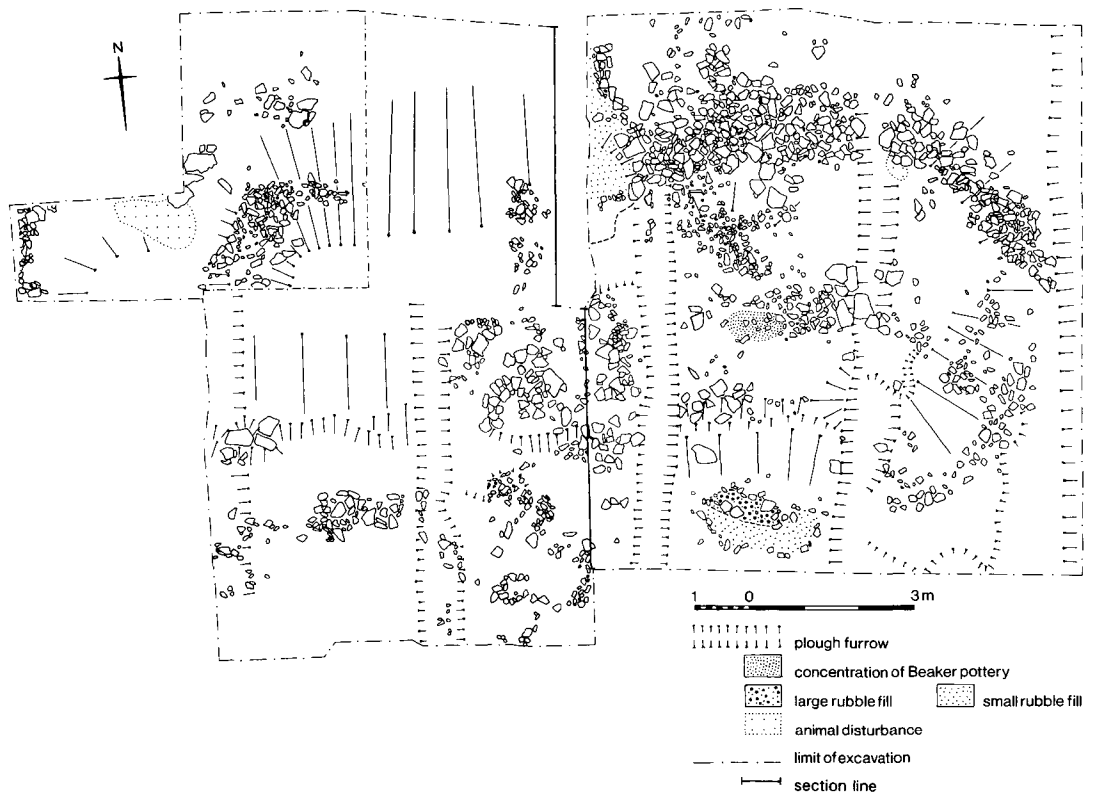 N
1 0 3m
plough furrow
concentration of Beaker pottery
large rubble fill small rubble fill
animal disturbance
limit of excavation
section line